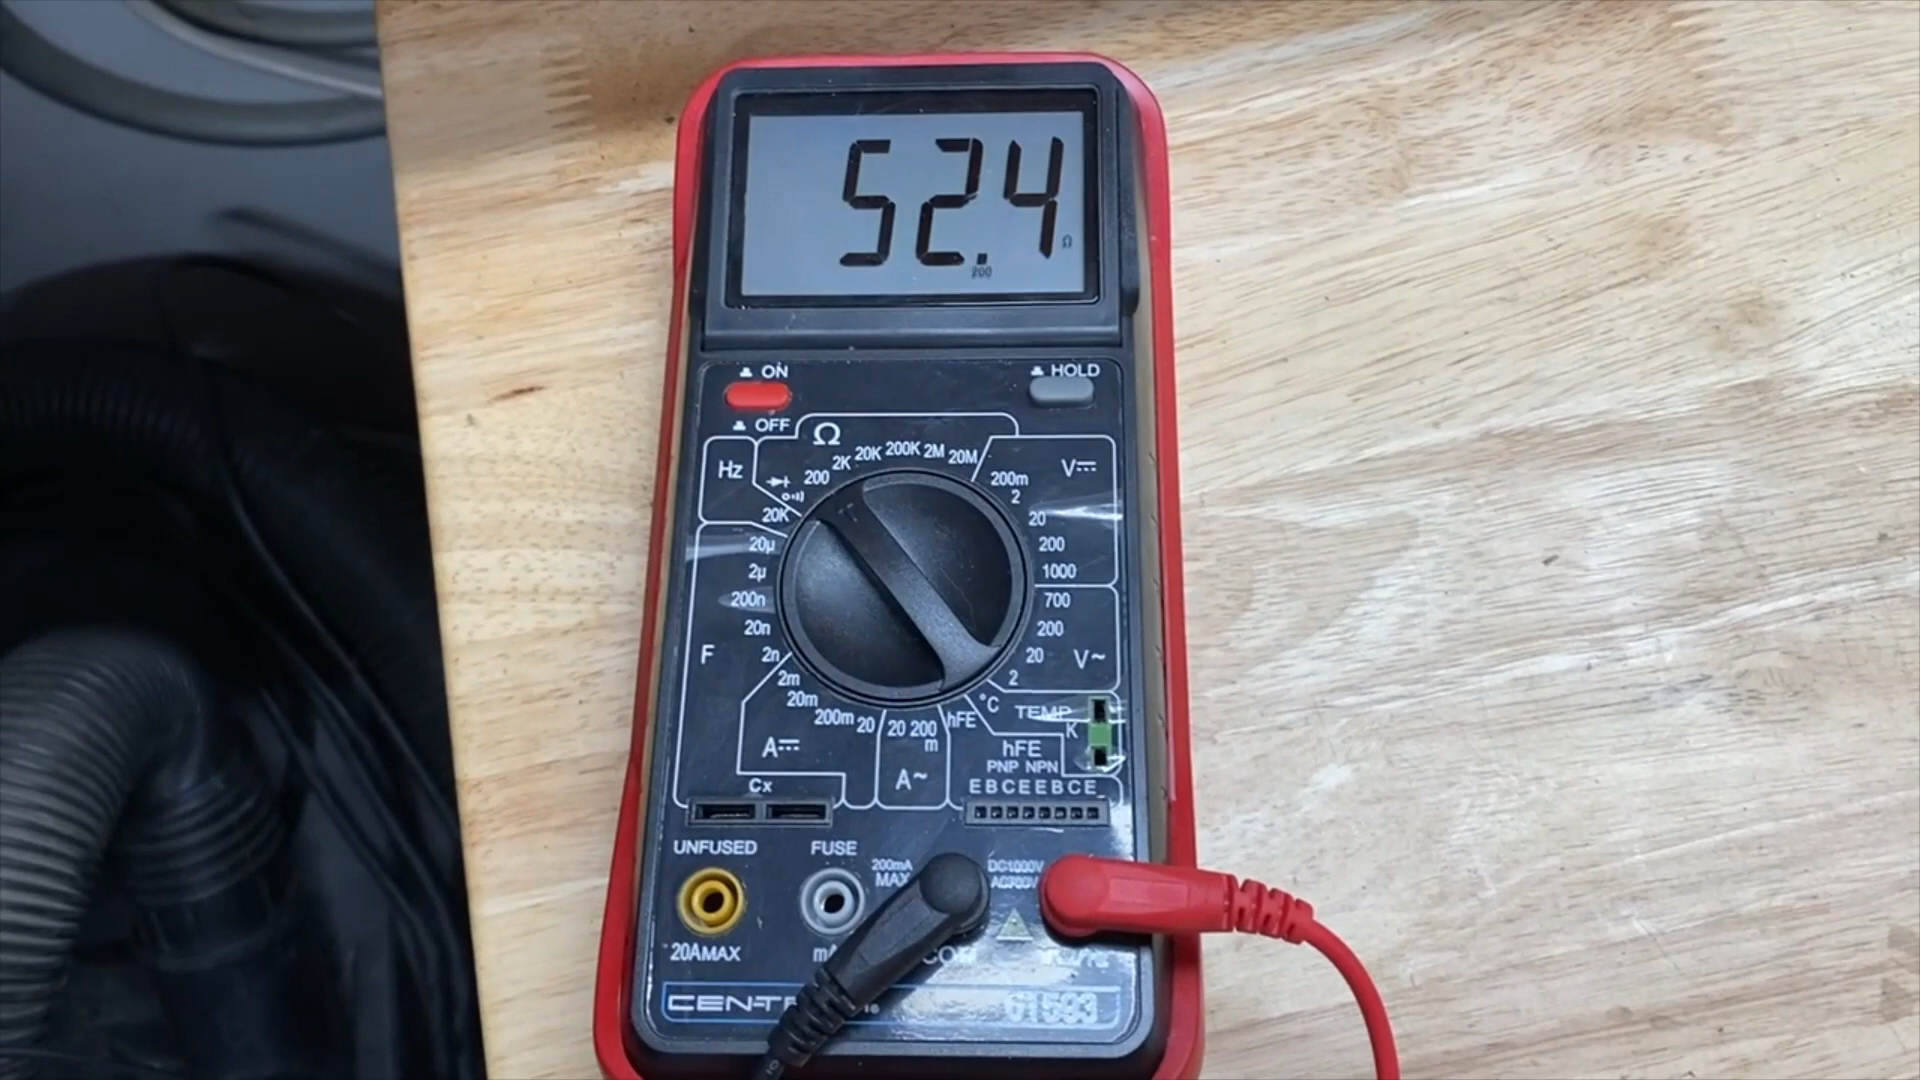 52.4
Ω
200
ON
HOLD
OFF
Ω
Hz
200 2K 20K 200K 2M 20M
V
200m
2
20
200
1000
20K
20µ
2µ
200n
20n
2n
F
700
200
20
2
V~
2m
20m
200m
20
A
20 200
m
A~
hFE
°C
TEMP
K
hFE
PNP NPN
EBCEEBCE
Cx
UNFUSED
FUSE
200mA
MAX
DC1000V
20AMAX
CEN-T
61593